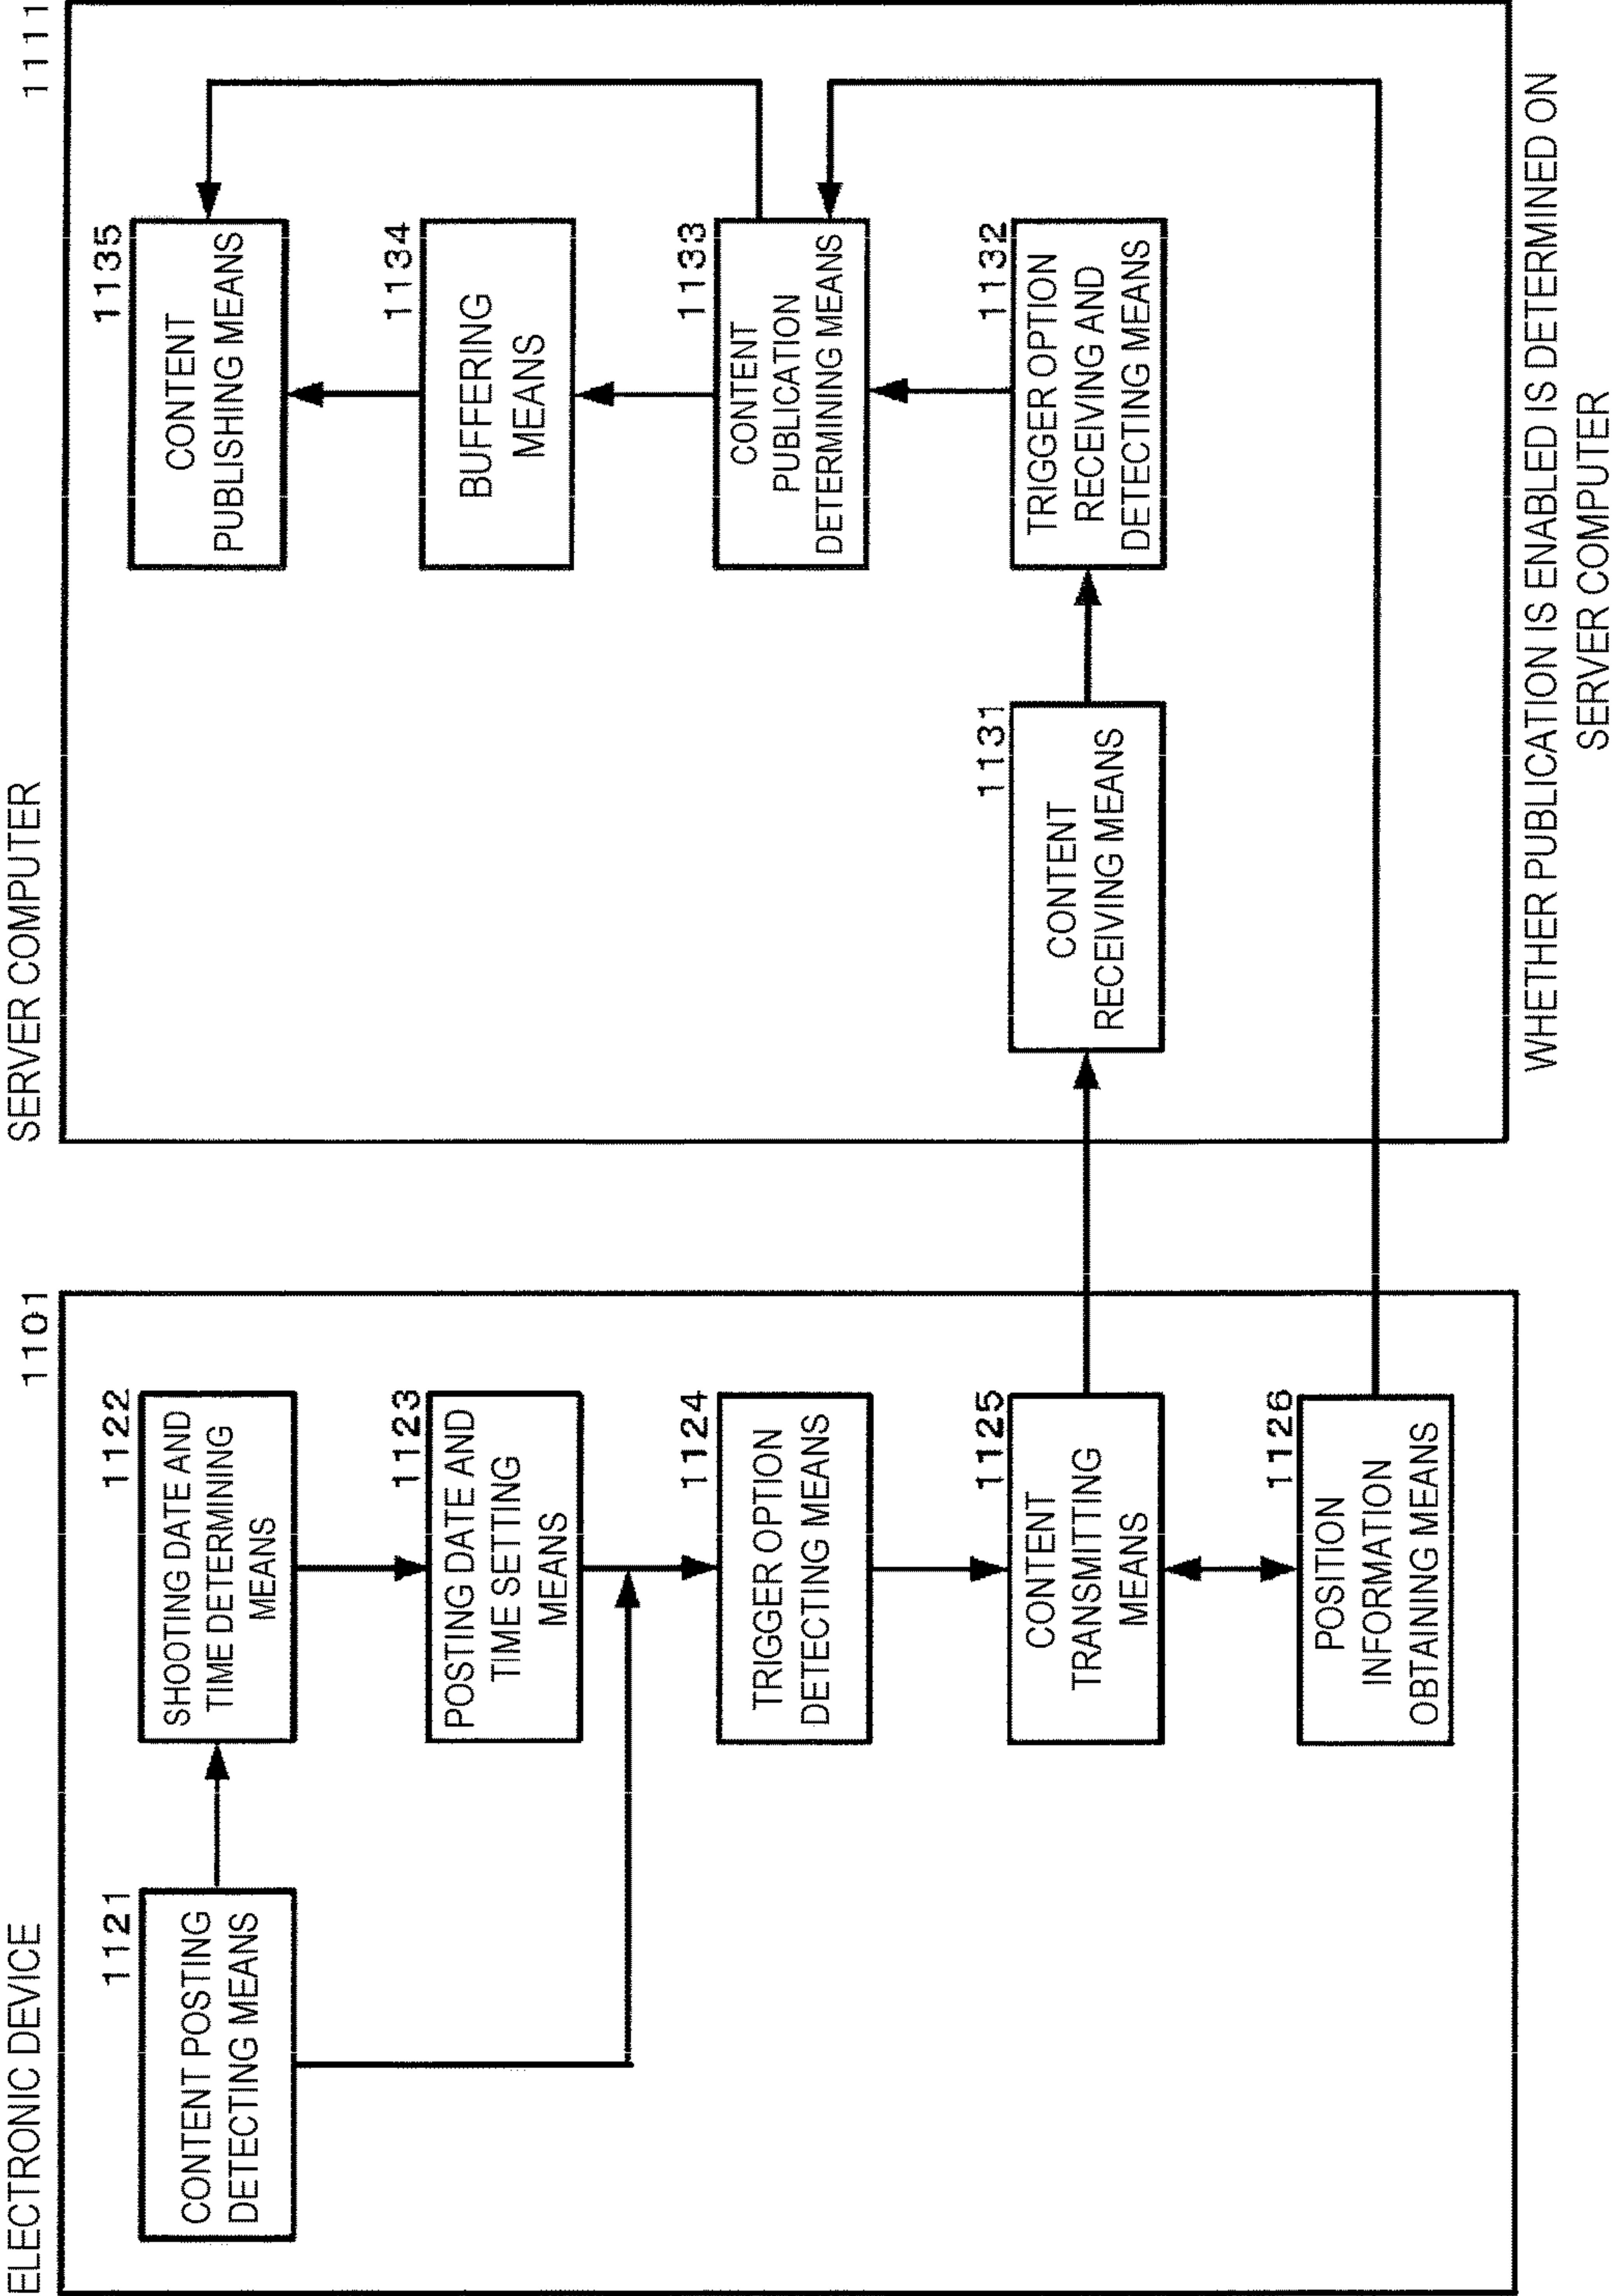 ELECTRONIC DEVICE
1101
1121
CONTENT POSTING
DETECTING MEANS
1122
SHOOTING DATE AND
TIME DETERMINING
MEANS
1123
POSTING DATE AND
TIME SETTING
MEANS
1124
TRIGGER OPTION
DETECTING MEANS
1125
CONTENT
TRANSMITTING
MEANS
1126
POSITION
INFORMATION
OBTAINING MEANS
SERVER COMPUTER
1111
1135
CONTENT
PUBLISHING MEANS
1134
BUFFERING
MEANS
1133
CONTENT
PUBLICATION
DETERMINING MEANS
1132
TRIGGER OPTION
RECEIVING AND
DETECTING MEANS
1131
CONTENT
RECEIVING MEANS
WHETHER PUBLICATION IS ENABLED IS DETERMINED ON
SERVER COMPUTER